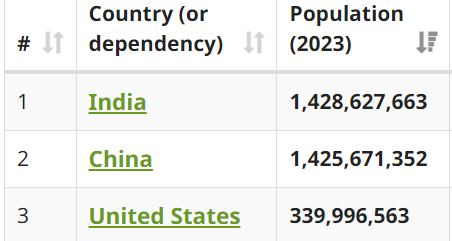 # Country (or dependency) Population (2023)
1 India 1,428,627,663
2 China 1,425,671,352
3 United States 339,996,563